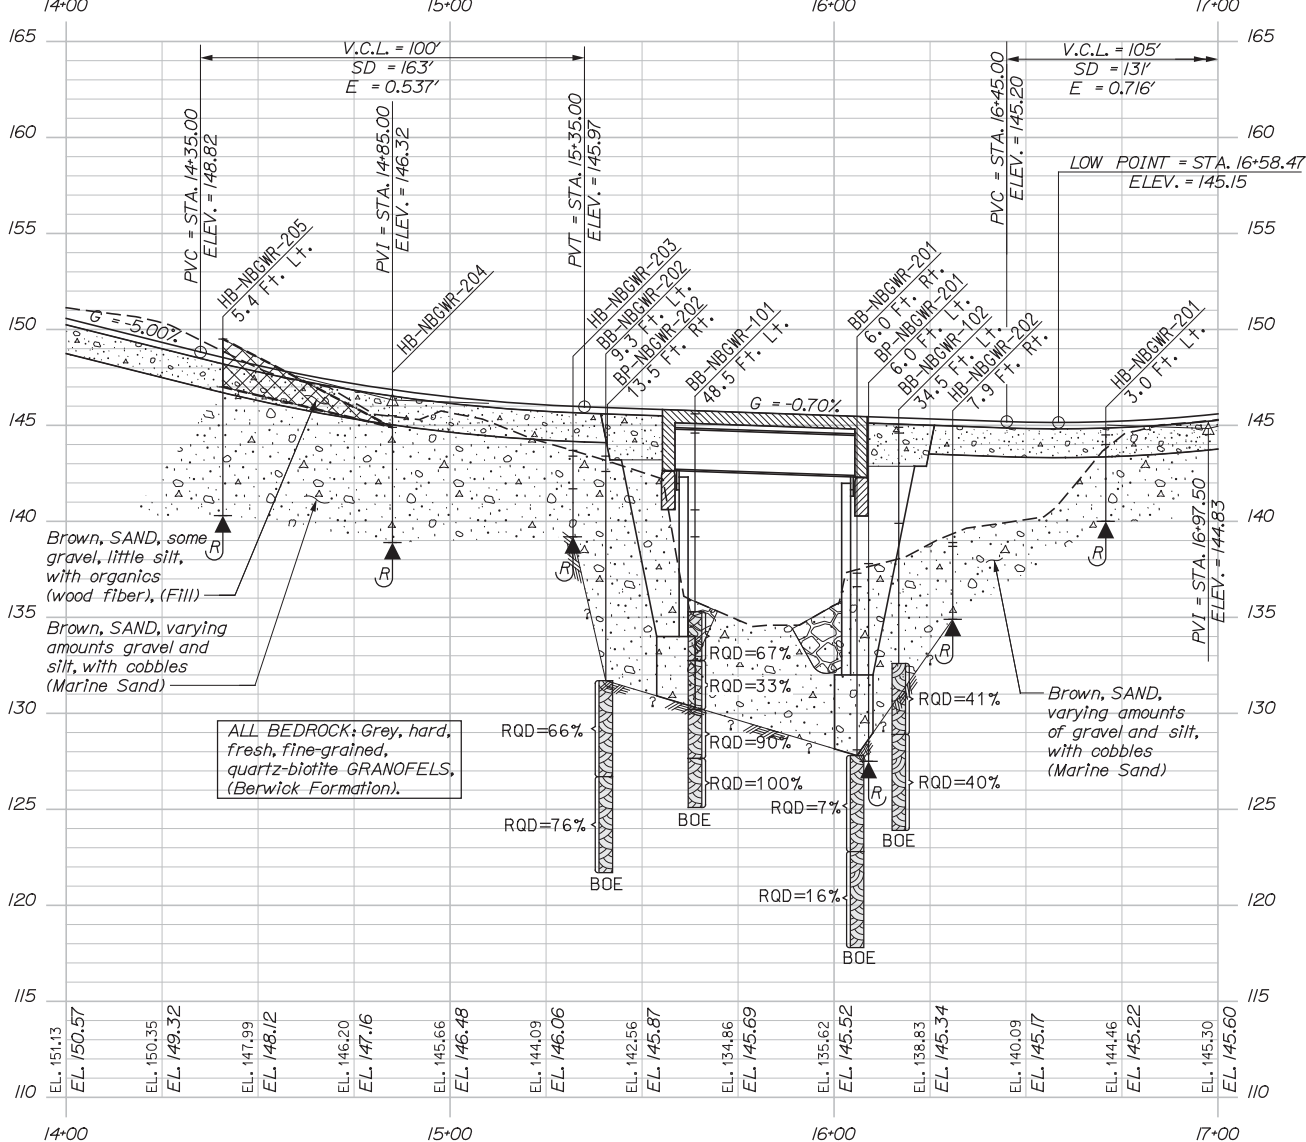 14+00
15+00
16+00
17+00
165
165
V.C.L. = 100'
SD = 163'
E = 0.537'
V.C.L. = 105'
SD = 131'
E = 0.716'
PVC = STA. 14+35.00
ELEV. = 148.82
PVI = STA. 14+85.00
ELEV. = 146.32
PVT = STA. 15+35.00
ELEV. = 145.97
PVC = STA. 16+45.00
ELEV. = 145.20
160
160
LOW POINT = STA. 16+58.47
ELEV. = 145.15
155
155
HB-NBGWR-205
5.4 Ft. Lt.
HB-NBGWR-204
HB-NBGWR-203
BB-NBGWR-202
9.3 Ft. Lt.
BP-NBGWR-202
13.5 Ft. Rt.
BB-NBGWR-101
48.5 Ft. Lt.
BB-NBGWR-201
6.0 Ft. Rt.
BP-NBGWR-201
6.0 Ft. Lt.
BB-NBGWR-102
34.5 Ft. Lt.
HB-NBGWR-202
7.9 Ft. Rt.
HB-NBGWR-201
3.0 Ft. Lt.
150
150
G = -5.00%
G = -0.70%
145
145
140
140
R
R
R
R
R
R
Brown, SAND, some
gravel, little silt,
with organics
(wood fiber), (Fill)
135
135
PVI = STA. 16+97.50
ELEV. = 144.83
Brown, SAND, varying
amounts gravel and
silt, with cobbles
(Marine Sand)
Brown, SAND,
varying amounts
of gravel and silt,
with cobbles
(Marine Sand)
130
130
ALL BEDROCK: Grey, hard,
fresh, fine-grained,
quartz-biotite GRANOFELS,
(Berwick Formation).
RQD=66%
RQD=76%
BOE
RQD=67%
RQD=33%
RQD=90%
RQD=100%
BOE
RQD=7%
RQD=16%
BOE
RQD=41%
RQD=40%
BOE
?
?
?
?
?
?
125
125
120
120
115
115
110
110
EL. 151.13
EL. 150.57
EL. 150.35
EL. 149.32
EL. 147.99
EL. 148.12
EL. 146.20
EL. 147.16
EL. 145.66
EL. 146.48
EL. 144.09
EL. 146.06
EL. 142.56
EL. 145.87
EL. 134.86
EL. 145.69
EL. 135.62
EL. 145.52
EL. 138.83
EL. 145.34
EL. 140.09
EL. 145.17
EL. 144.46
EL. 145.22
EL. 145.30
EL. 145.60
14+00
15+00
16+00
17+00